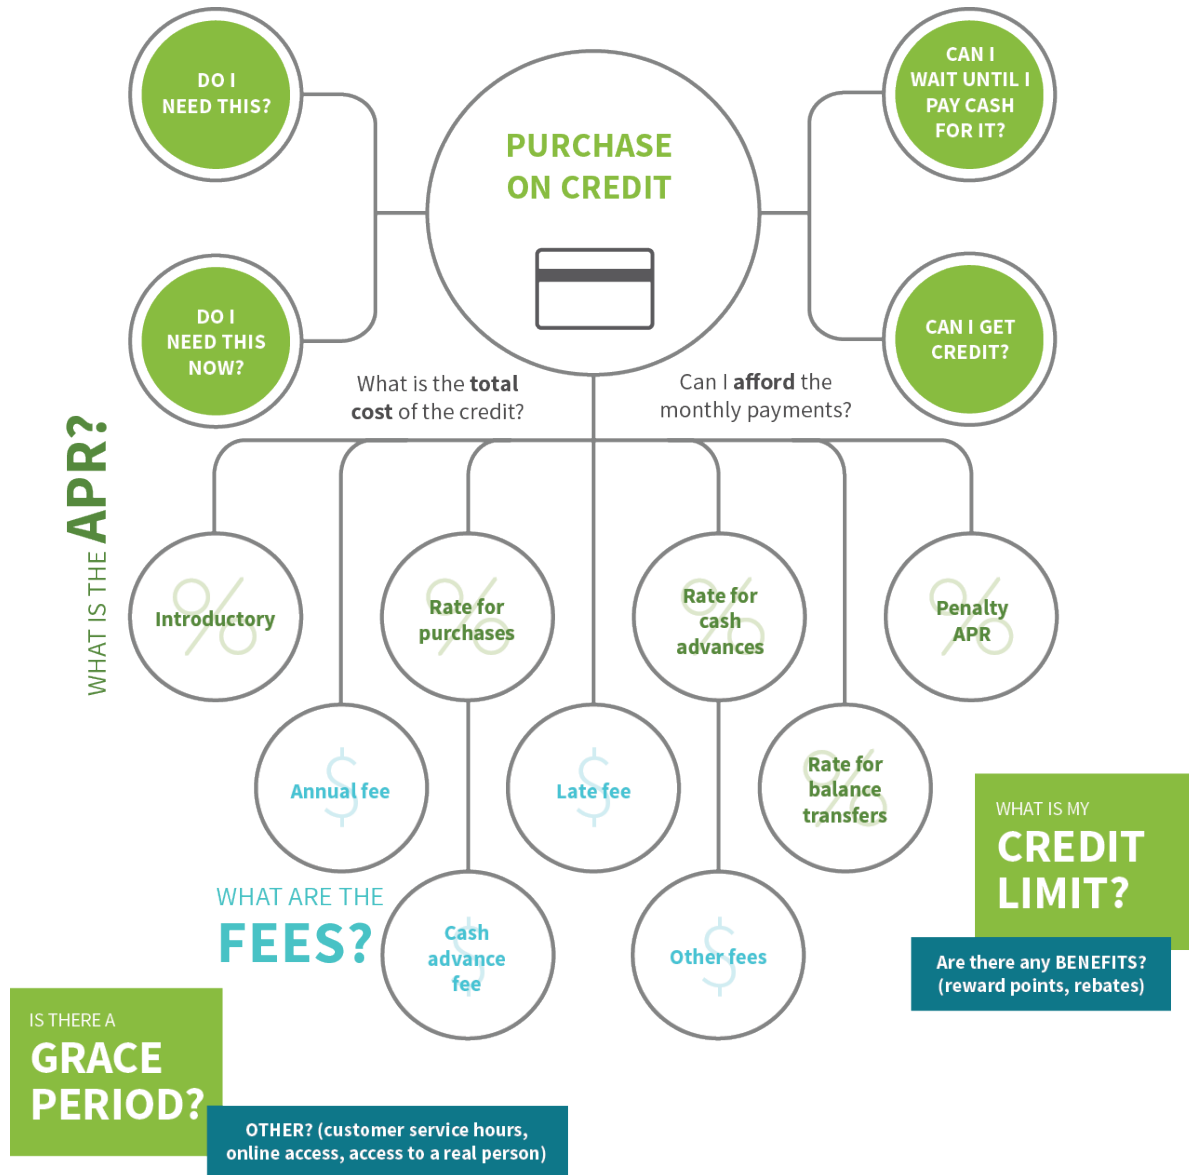 DO I
NEED THIS?
PURCHASE
ON CREDIT
CAN I
WAIT UNTIL I
PAY CASH
FOR IT?
DO I
NEED THIS
NOW?
CAN I GET
CREDIT?
What is the total
cost of the credit?
Can I afford the
monthly payments?
WHAT IS THE APR?
Introductory
Rate for
purchases
Rate for
cash
advances
Penalty
APR
Annual fee
Late fee
Rate for
balance
transfers
WHAT ARE THE
FEES?
Cash
advance
fee
Other fees
WHAT IS MY
CREDIT
LIMIT?
Are there any BENEFITS?
(reward points, rebates)
IS THERE A
GRACE
PERIOD?
OTHER? (customer service hours,
online access, access to a real person)